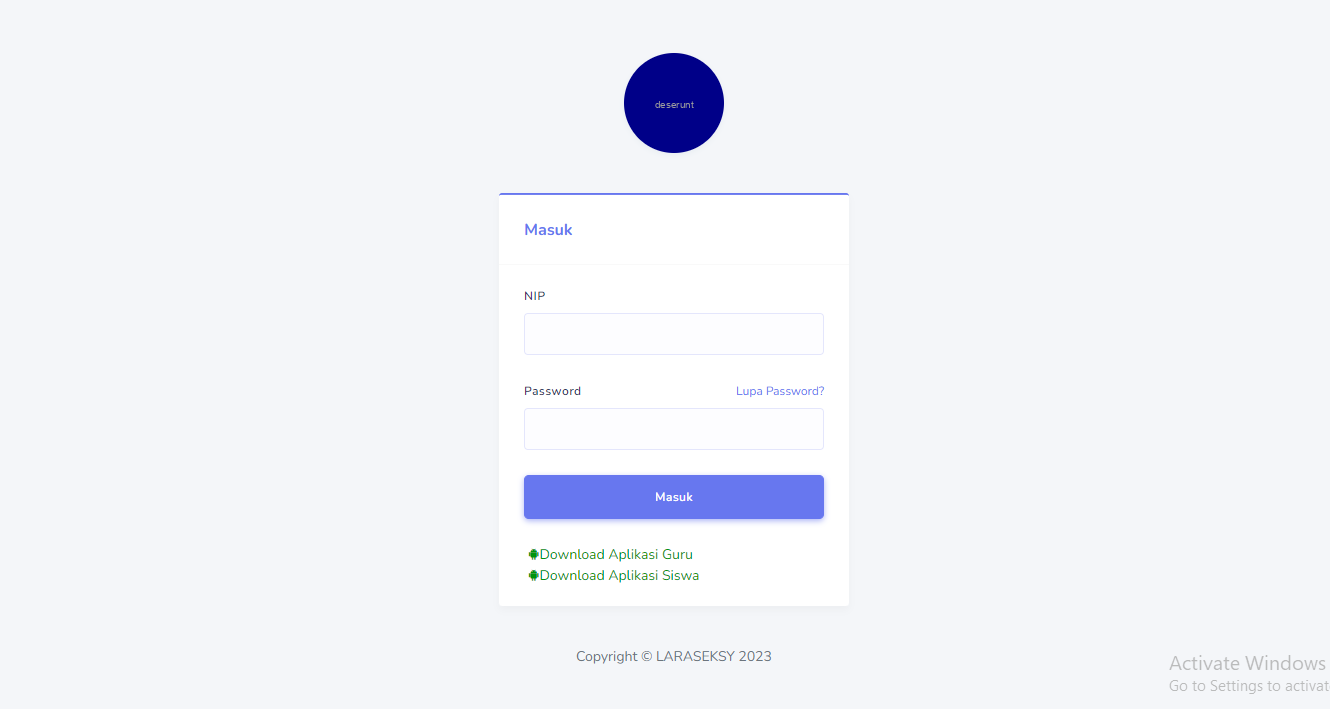 deserunt
Masuk
NIP
Password
Lupa Password?
Masuk
Download Aplikasi Guru
Download Aplikasi Siswa
Copyright © LARASEKSY 2023
Activate Windows
Go to Settings to activat